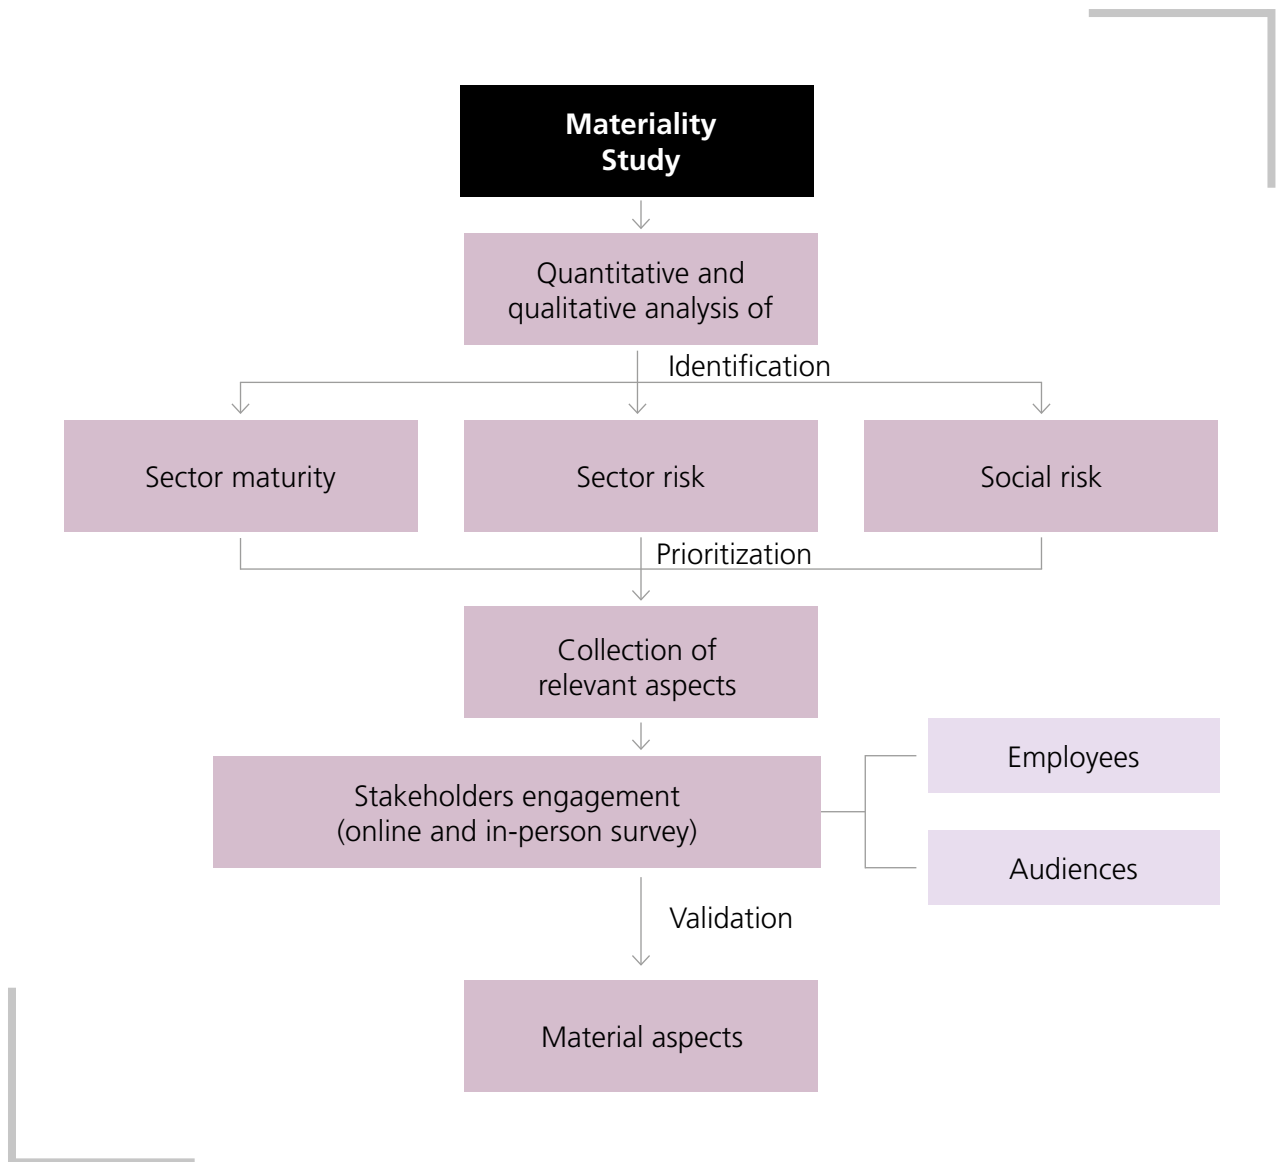 Materiality
Study
Quantitative and
qualitative analysis of
Identification
Sector maturity
Sector risk
Social risk
Prioritization
Collection of
relevant aspects
Stakeholders engagement
(online and in-person survey)
Employees
Audiences
Validation
Material aspects